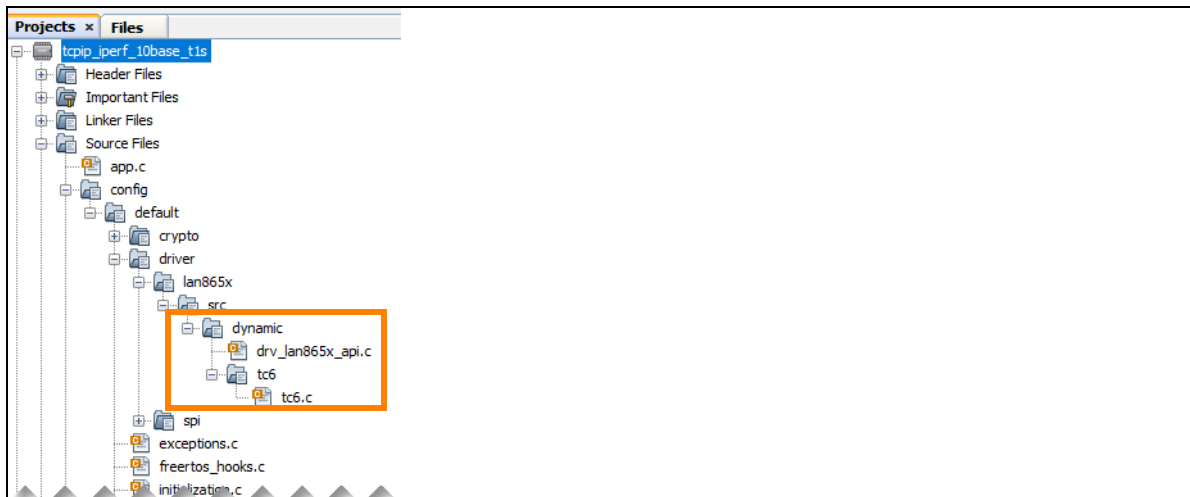 Projects × Files
tcpip_iperf_10base_t1s
Header Files
Important Files
Linker Files
Source Files
app.c
config
default
crypto
driver
lan865x
src
dynamic
drv_lan865x_api.c
tc6
tc6.c
spi
exceptions.c
freertos_hooks.c
initialization.c